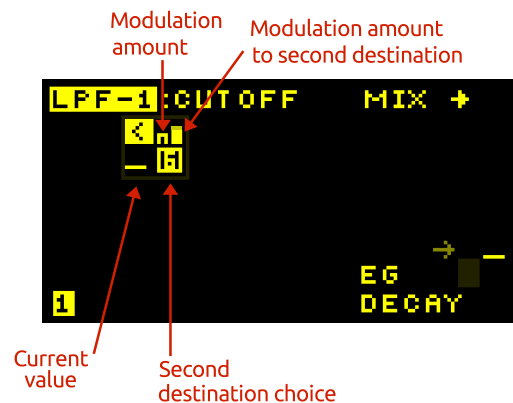 Modulation
amount
Modulation amount
to second destination
LPF-1:CUTOFF MIX →
<
H
→
EG
DECAY
1
Current
value
Second
destination choice